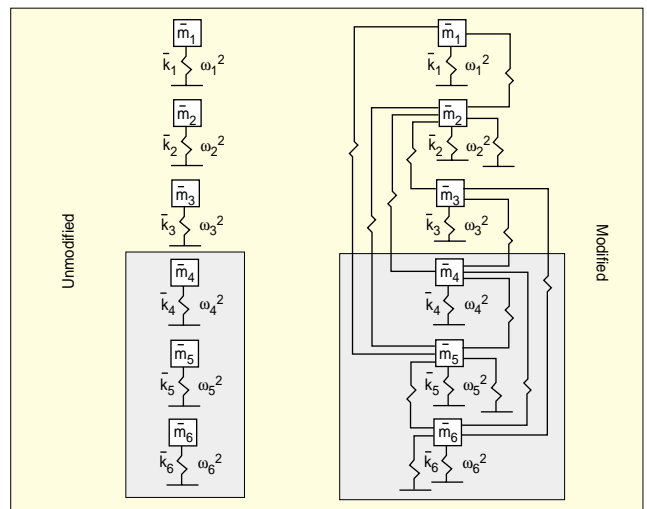 Unmodified
m̄₁
k̄₁ ω₁²
m̄₂
k̄₂ ω₂²
m̄₃
k̄₃ ω₃²
m̄₄
k̄₄ ω₄²
m̄₅
k̄₅ ω₅²
m̄₆
k̄₆ ω₆²
m̄₁
k̄₁ ω₁²
m̄₂
k̄₂ ω₂²
m̄₃
k̄₃ ω₃²
m̄₄
k̄₄ ω₄²
m̄₅
k̄₅ ω₅²
m̄₆
k̄₆ ω₆²
Modified